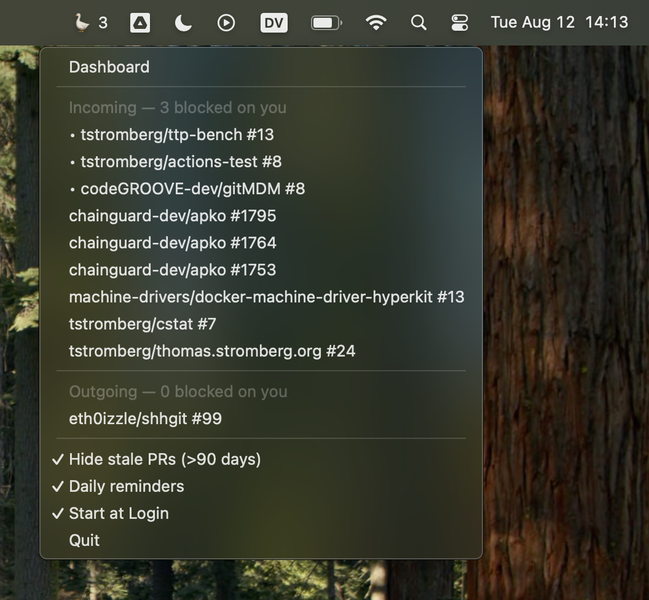 3 DV Tue Aug 12 14:13
Dashboard
Incoming — 3 blocked on you
• tstromberg/ttp-bench #13
• tstromberg/actions-test #8
• codeGROOVE-dev/gitMDM #8
chainguard-dev/apko #1795
chainguard-dev/apko #1764
chainguard-dev/apko #1753
machine-drivers/docker-machine-driver-hyperkit #13
tstromberg/cstat #7
tstromberg/thomas.stromberg.org #24
Outgoing — 0 blocked on you
eth0izzle/shhgit #99
✓ Hide stale PRs (>90 days)
✓ Daily reminders
✓ Start at Login
Quit